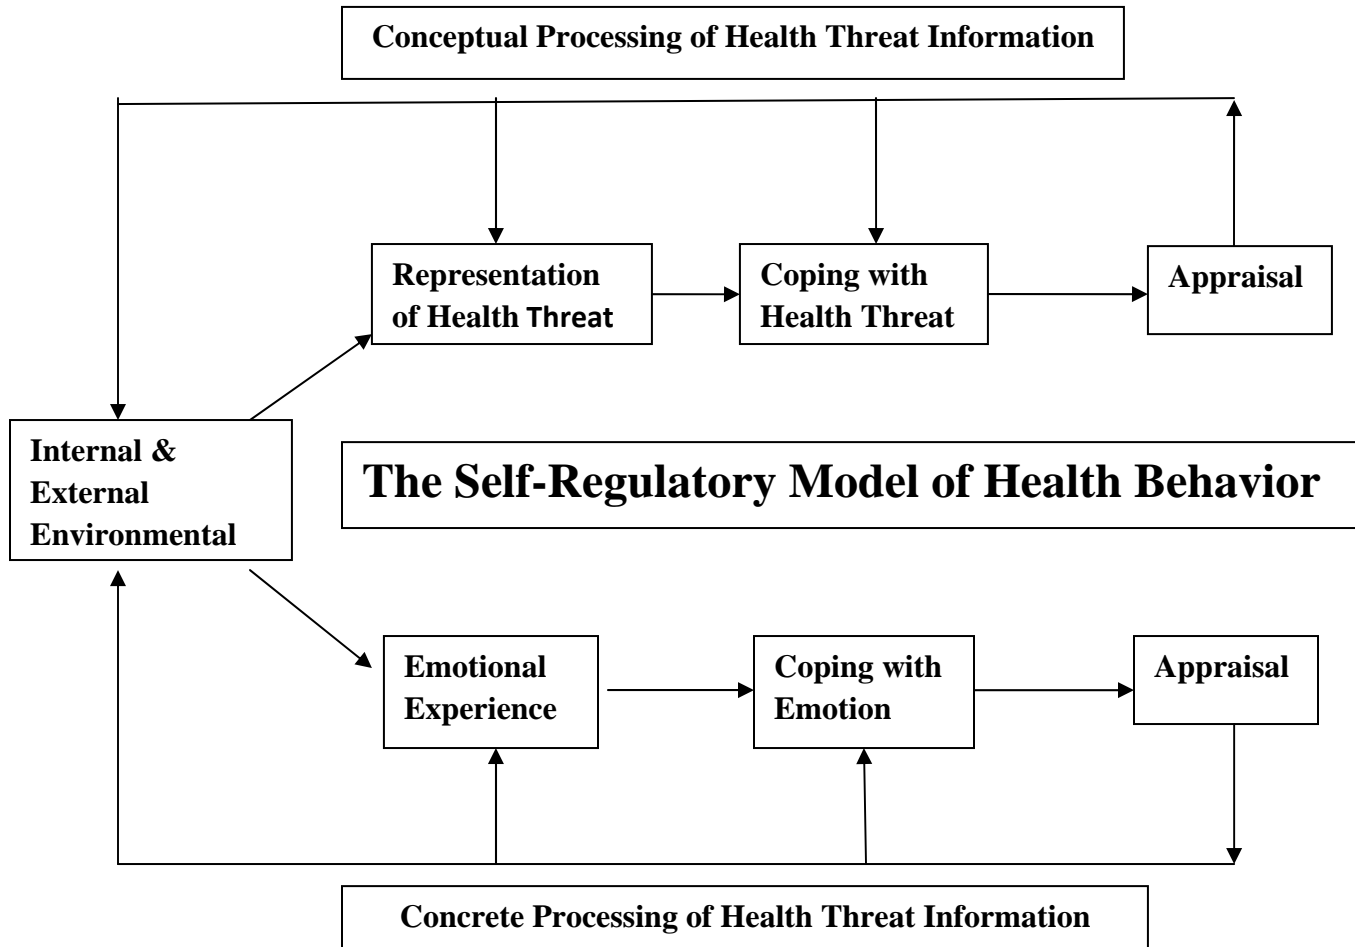 Conceptual Processing of Health Threat Information
Representation
of Health Threat
Coping with
Health Threat
Appraisal
Internal &
External
Environmental
The Self-Regulatory Model of Health Behavior
Emotional
Experience
Coping with
Emotion
Appraisal
Concrete Processing of Health Threat Information